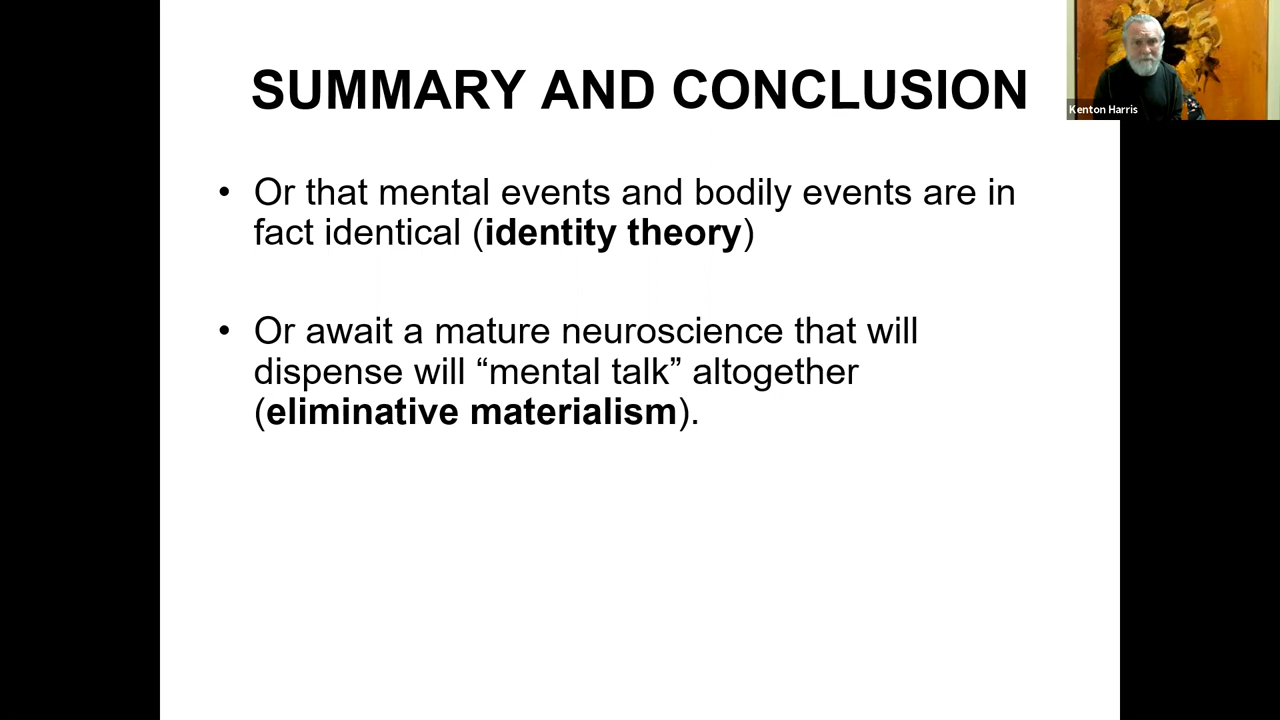 SUMMARY AND CONCLUSION
Kenton Harris
• Or that mental events and bodily events are in
fact identical (identity theory)
• Or await a mature neuroscience that will
dispense will “mental talk” altogether
(eliminative materialism).